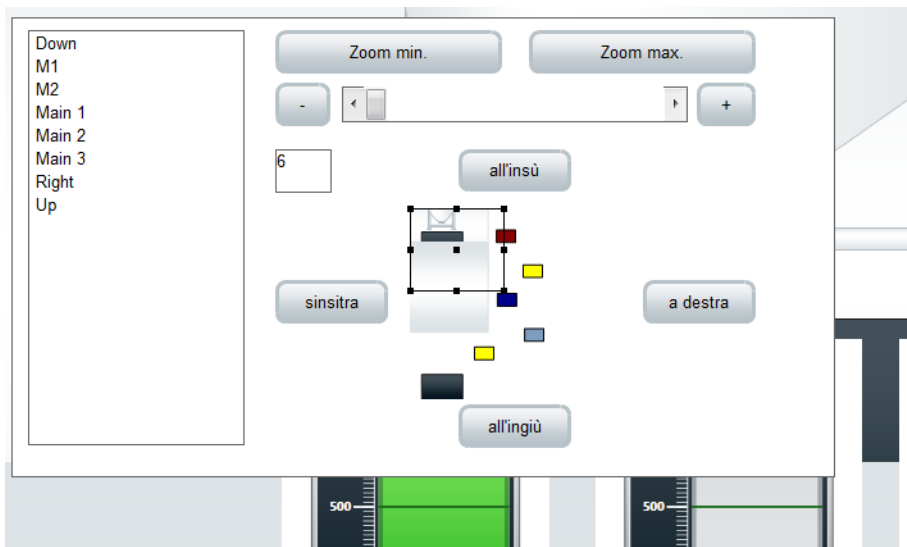 Down
M1
M2
Main 1
Main 2
Main 3
Right
Up
Zoom min.
Zoom max.
-
+
6
all'insù
sinsitra
a destra
all'ingiù
500
500